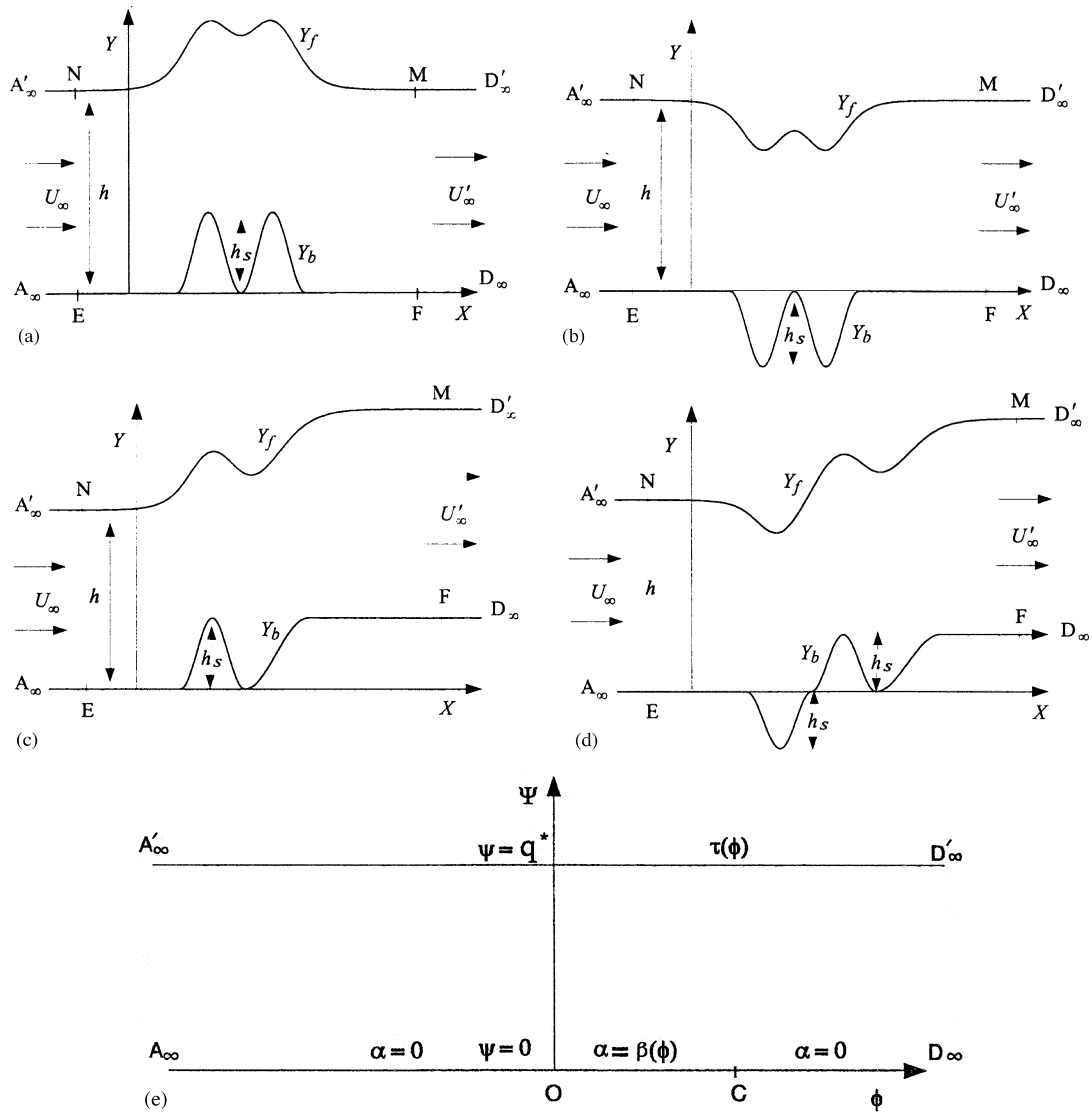 Y
Y_f
A'_∞
N
M
D'_∞
U_∞
h
U'_∞
h_s
Y_b
A_∞
D_∞
E
F
X
(a)
Y
A'_∞
N
Y_f
M
D'_∞
U_∞
h
U'_∞
A_∞
D_∞
E
h_s
Y_b
F
X
(b)
M
D'_∞
Y
Y_f
N
A'_∞
U'_∞
h
U_∞
F
D_∞
h_s
Y_b
A_∞
E
X
(c)
M
D'_∞
Y
N
Y_f
A'_∞
U'_∞
U_∞
h
F
D_∞
Y_b
h_s
A_∞
E
h_s
X
(d)
Ψ
A'_∞
ψ = q*
τ(ϕ)
D'_∞
A_∞
α = 0
ψ = 0
α = β(ϕ)
α = 0
D_∞
O
C
ϕ
(e)